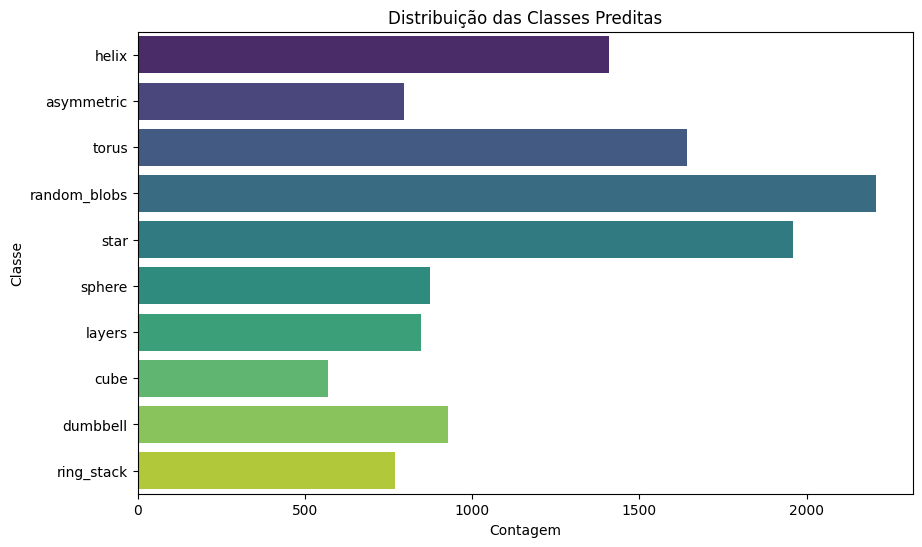 Distribuição das Classes Preditas
helix
asymmetric
torus
random_blobs
star
sphere
layers
cube
dumbbell
ring_stack
Classe
0 500 1000 1500 2000
Contagem